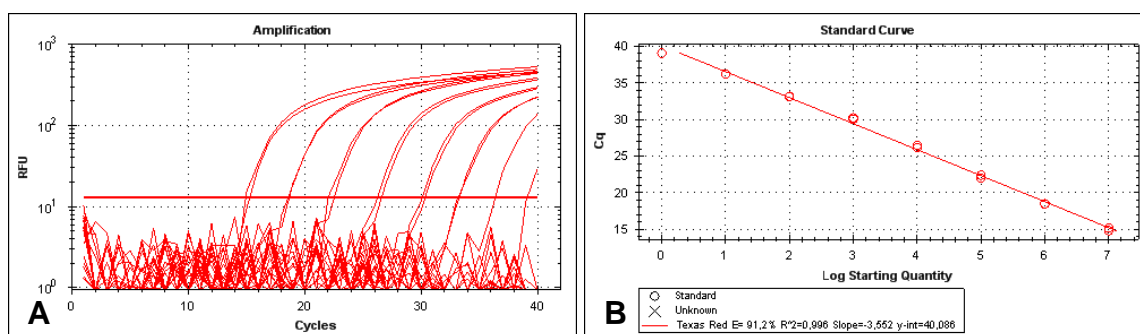 Amplification
10³
10²
10¹
10⁰
RFU
0
10
20
30
40
Cycles
A
Standard Curve
40
35
30
25
20
15
Cq
0
1
2
3
4
5
6
7
Log Starting Quantity
Standard
Unknown
Texas Red E= 91,2% R^2=0,996 Slope=-3,552 y-int=40,086
B